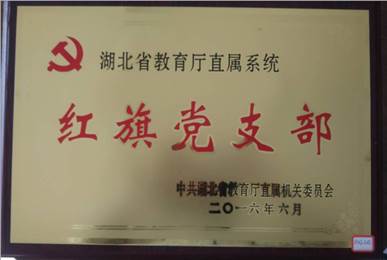 湖北省教育厅直属系统
红旗党支部
中共湖北省教育厅直属机关委员会
二〇一六年六月